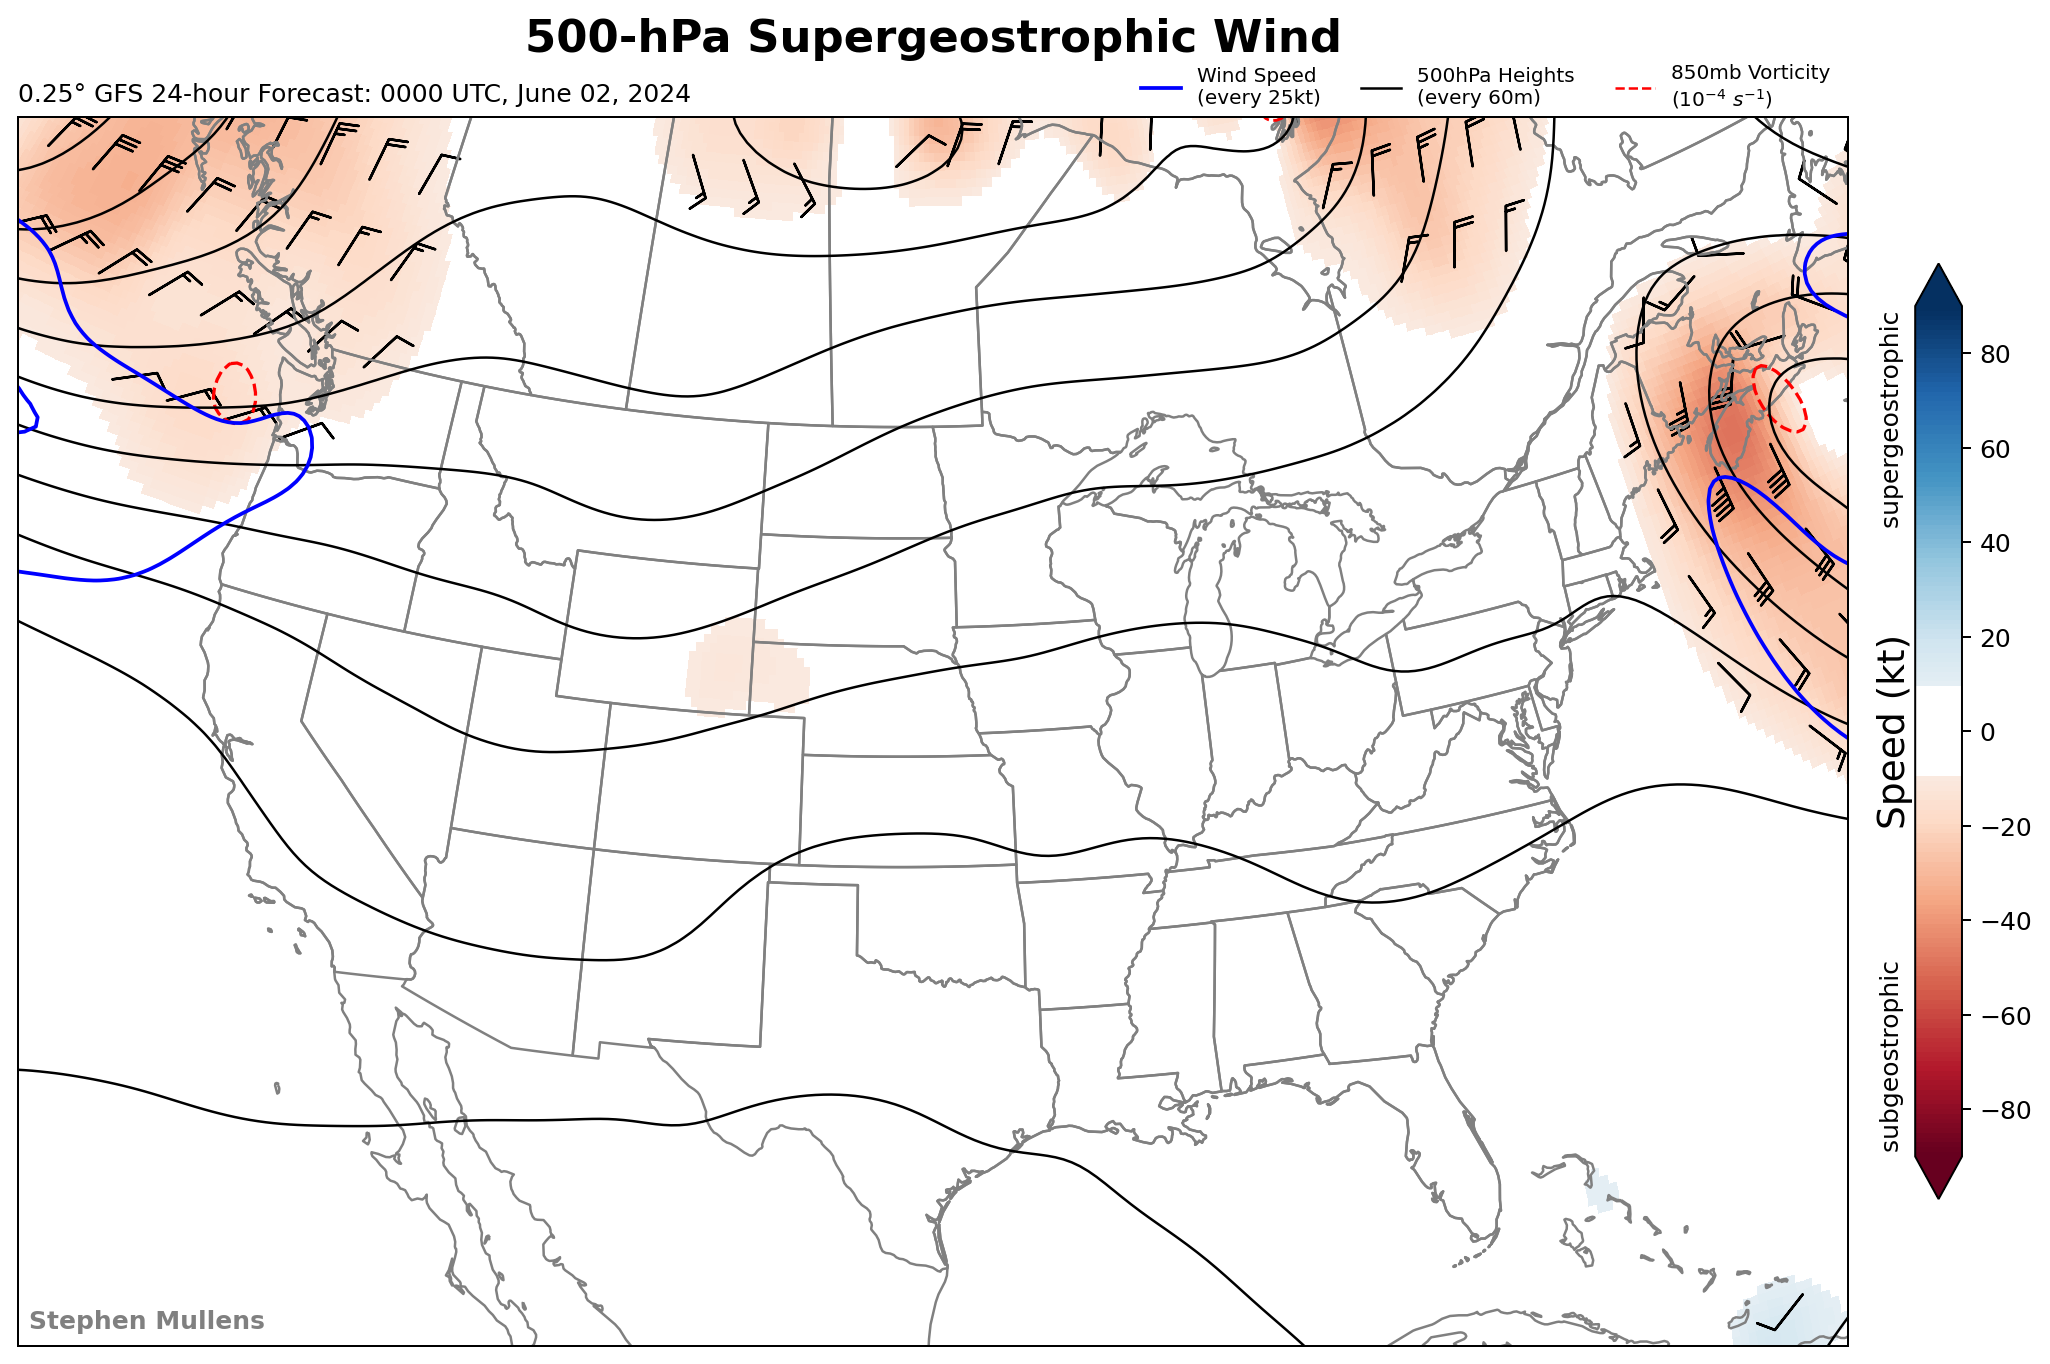 500-hPa Supergeostrophic Wind
0.25° GFS 24-hour Forecast: 0000 UTC, June 02, 2024
Wind Speed
(every 25kt)
500hPa Heights
(every 60m)
850mb Vorticity
(10⁻⁴ s⁻¹)
supergeostrophic
Speed (kt)
subgeostrophic
80
60
40
20
0
−20
−40
−60
−80
Stephen Mullens